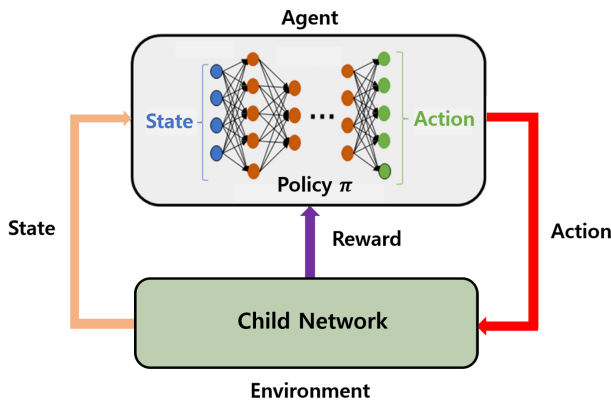 Agent
State
Action
Policy π
State
Reward
Action
Child Network
Environment